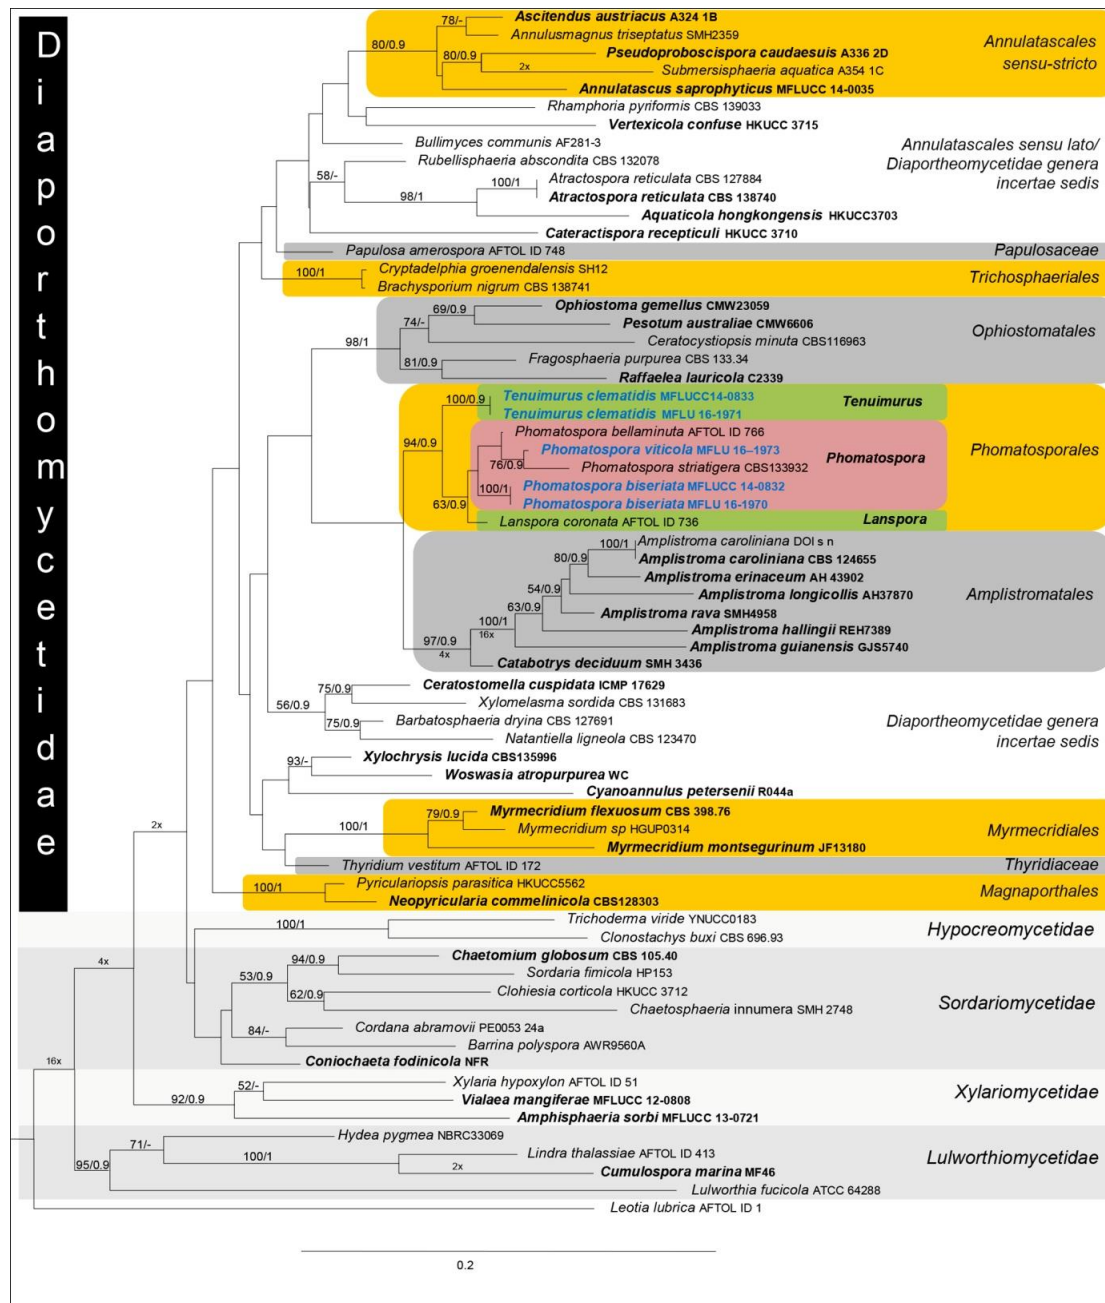 Diaporthomycetidae
78/-
Ascitendus austriacus A324 1B
Annulusmagnus triseptatus SMH2359
80/0.9
80/0.9
Pseudoproboscispora caudaesuis A336 2D
2x
Submersisphaeria aquatica A354 1C
Annulatascus saprophyticus MFLUCC 14-0035
Annulatascales
sensu-stricto
Rhamphoria pyriformis CBS 139033
Vertexicola confuse HKUCC 3715
Bullimyces communis AF281-3
Rubellisphaeria abscondita CBS 132078
58/-
100/1
Atractospora reticulata CBS 127884
98/1
Atractospora reticulata CBS 138740
Aquaticola hongkongensis HKUCC3703
Cateractispora recepticuli HKUCC 3710
Annulatascales sensu lato/
Diaportheomycetidae genera
incertae sedis
Papulosa amerospora AFTOL ID 748
Papulosaceae
100/1
Cryptadelphia groenendalensis SH12
Brachysporium nigrum CBS 138741
Trichosphaeriales
69/0.9
Ophiostoma gemellus CMW23059
74/-
Pesotum australiae CMW6606
98/1
Ceratocystiopsis minuta CBS116963
81/0.9
Fragosphaeria purpurea CBS 133.34
Raffaelea lauricola C2339
Ophiostomatales
100/0.9
Tenuimurus clematidis MFLUCC14-0833
Tenuimurus clematidis MFLU 16-1971
Tenuimurus
94/0.9
Phomatospora bellaminuta AFTOL ID 766
Phomatospora viticola MFLU 16–1973
76/0.9
Phomatospora striatigera CBS133932
Phomatospora
100/1
Phomatospora biseriata MFLUCC 14-0832
63/0.9
Phomatospora biseriata MFLU 16-1970
Lanspora coronata AFTOL ID 736
Lanspora
Phomatosporales
100/1
Amplistroma caroliniana DOI s n
80/0.9
Amplistroma caroliniana CBS 124655
Amplistroma erinaceum AH 43902
54/0.9
Amplistroma longicollis AH37870
63/0.9
Amplistroma rava SMH4958
100/1
16x
Amplistroma hallingii REH7389
97/0.9
4x
Amplistroma guianensis GJS5740
Catabotrys deciduum SMH 3436
Amplistromatales
75/0.9
Ceratostomella cuspidata ICMP 17629
56/0.9
Xylomelasma sordida CBS 131683
75/0.9
Barbatosphaeria dryina CBS 127691
Natantiella ligneola CBS 123470
Diaportheomycetidae genera
incertae sedis
93/-
Xylochrysis lucida CBS135996
Woswasia atropurpurea WC
Cyanoannulus petersenii R044a
79/0.9
Myrmecridium flexuosum CBS 398.76
100/1
Myrmecridium sp HGUP0314
Myrmecridium montsegurinum JF13180
Myrmecridiales
2x
Thyridium vestitum AFTOL ID 172
Thyridiaceae
100/1
Pyriculariopsis parasitica HKUCC5562
Neopyricularia commelinicola CBS128303
Magnaporthales
100/1
Trichoderma viride YNUCC0183
Clonostachys buxi CBS 696.93
Hypocreomycetidae
4x
94/0.9
Chaetomium globosum CBS 105.40
53/0.9
Sordaria fimicola HP153
62/0.9
Clohiesia corticola HKUCC 3712
Chaetosphaeria innumera SMH 2748
84/-
Cordana abramovii PE0053 24a
Barrina polyspora AWR9560A
Coniochaeta fodinicola NFR
Sordariomycetidae
16x
52/-
Xylaria hypoxylon AFTOL ID 51
92/0.9
Vialaea mangiferae MFLUCC 12-0808
Amphisphaeria sorbi MFLUCC 13-0721
Xylariomycetidae
71/-
Hydea pygmea NBRC33069
95/0.9
100/1
Lindra thalassiae AFTOL ID 413
2x
Cumulospora marina MF46
Lulworthia fucicola ATCC 64288
Lulworthiomycetidae
Leotia lubrica AFTOL ID 1
0.2